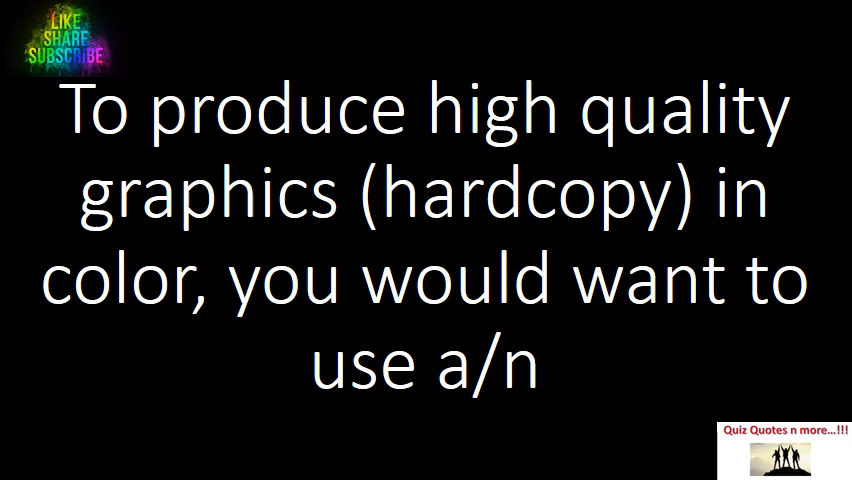 LIKE
SHARE
SUBSCRIBE
To produce high quality
graphics (hardcopy) in
color, you would want to
use a/n
Quiz Quotes n more...!!!